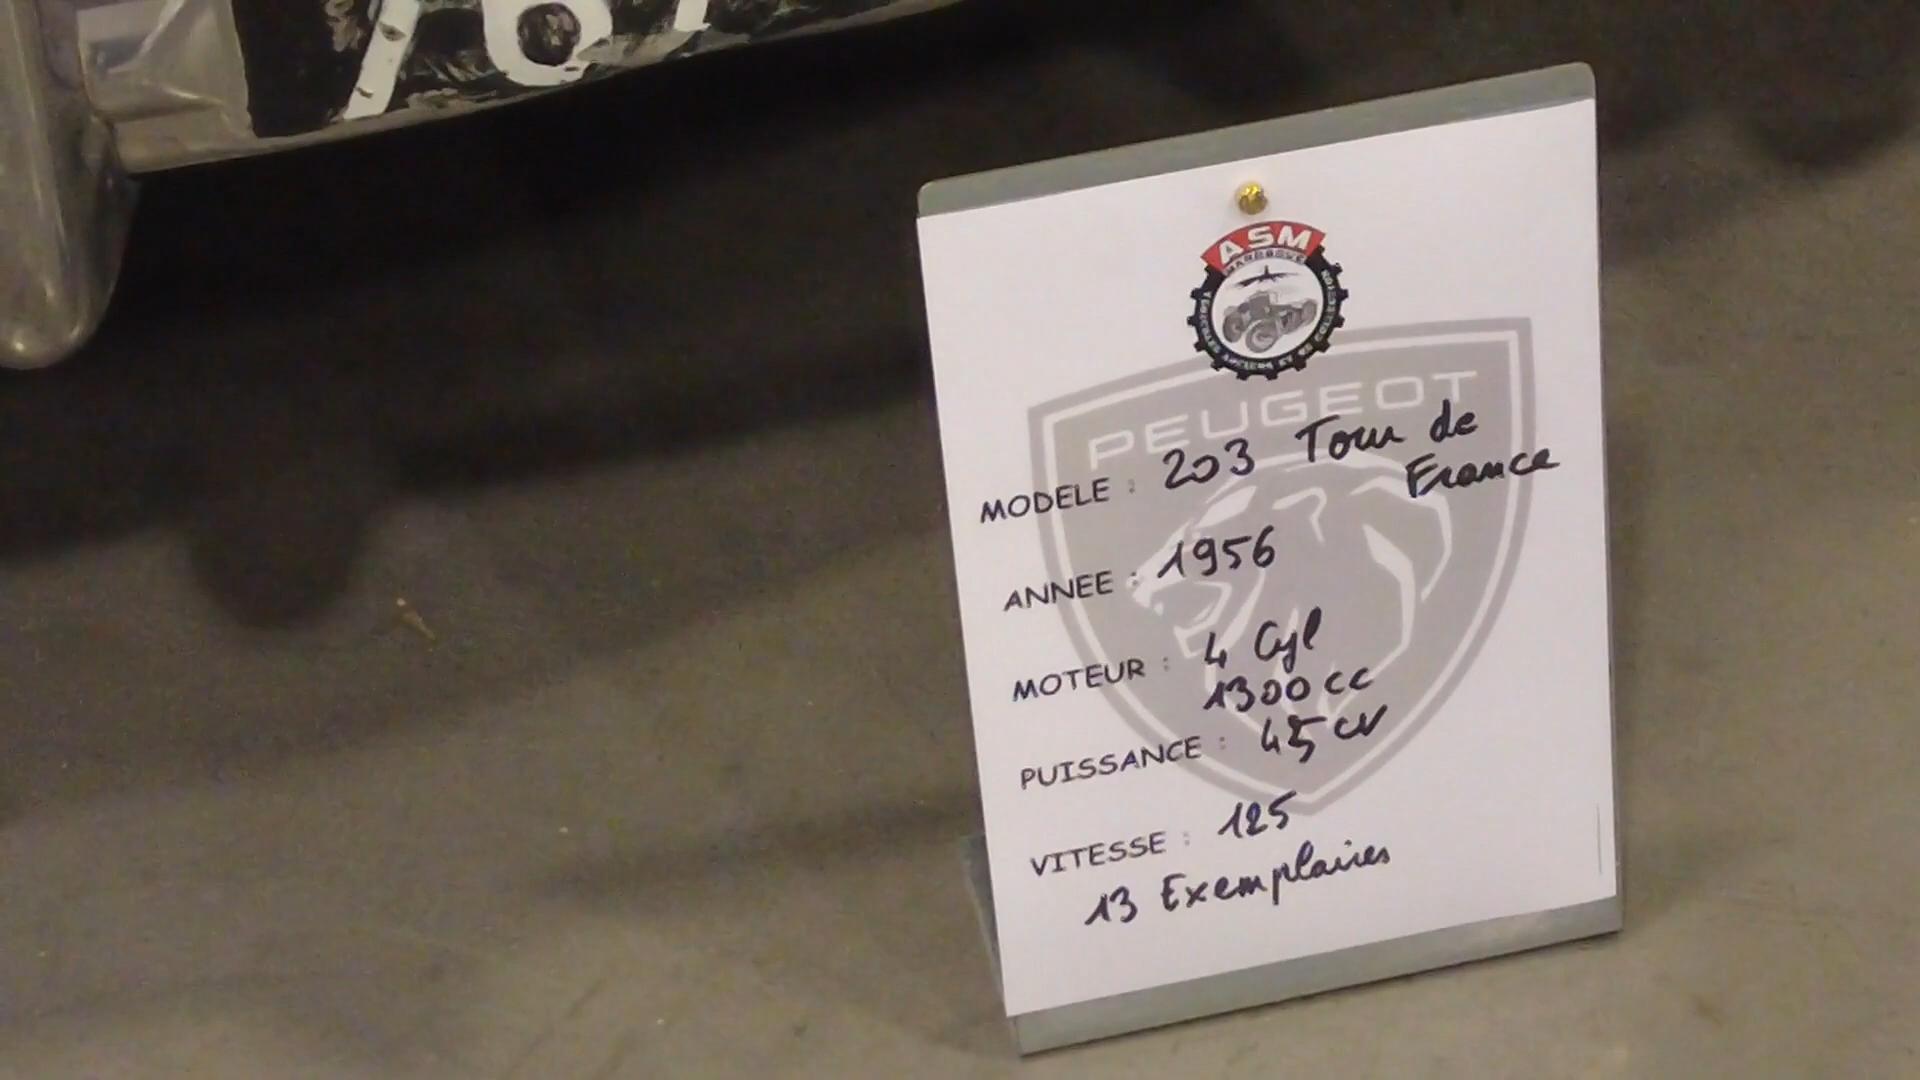 ASM
PEUGEOT
MODELE : 203 Tour de
France
ANNEE : 1956
MOTEUR : 4 Cyl
1300 cc
PUISSANCE : 45 CV
VITESSE : 125
13 Exemplaires